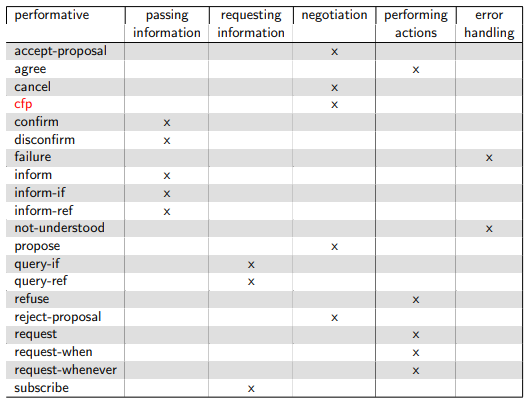 performative passing requesting negotiation performing error
information information actions handling
accept-proposal x
agree x
cancel x
cfp x
confirm x
disconfirm x
failure x
inform x
inform-if x
inform-ref x
not-understood x
propose x
query-if x
query-ref x
refuse x
reject-proposal x
request x
request-when x
request-whenever x
subscribe x